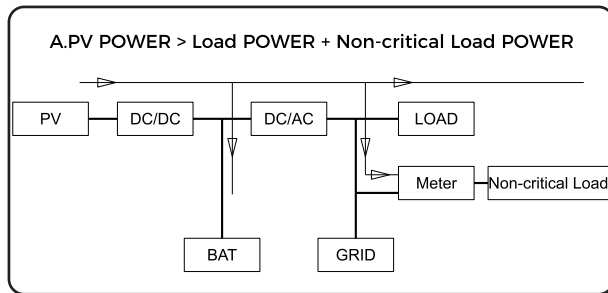 A.PV POWER > Load POWER + Non-critical Load POWER
PV
DC/DC
DC/AC
LOAD
Meter
Non-critical Load
BAT
GRID